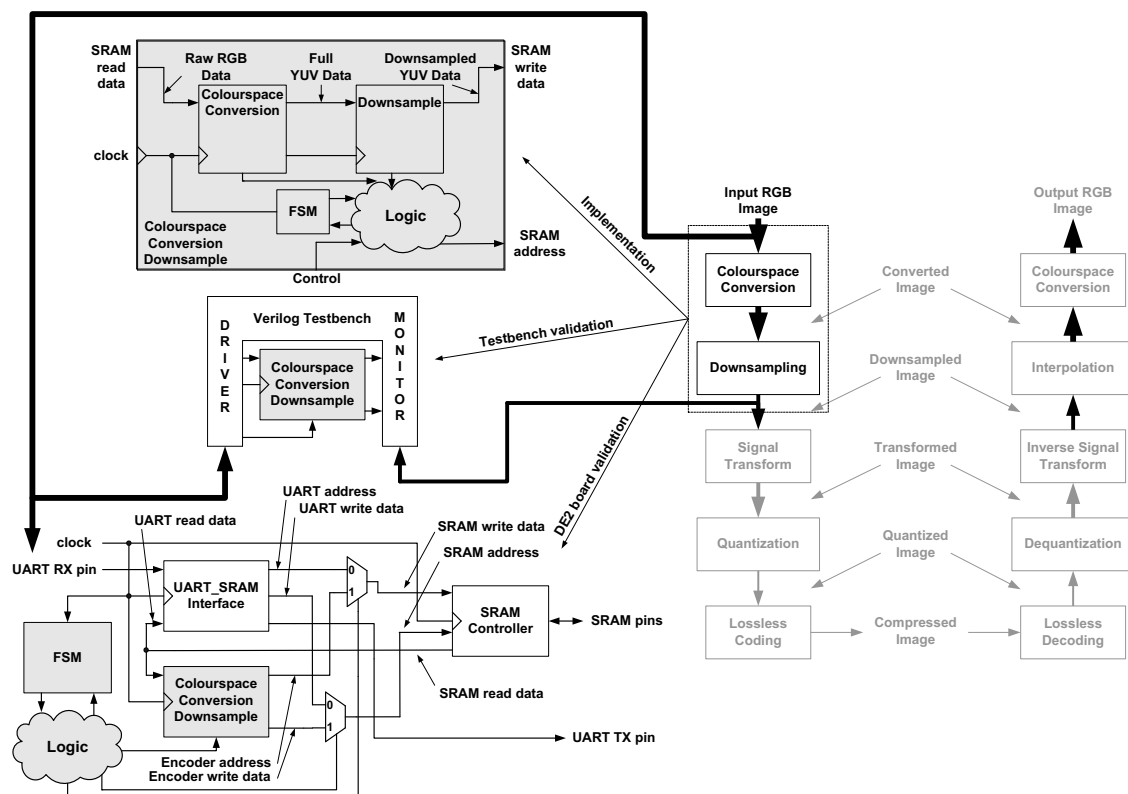 SRAM
read
data
Raw RGB
Data
Full
YUV Data
Downsampled
YUV Data
SRAM
write
data
Colourspace
Conversion
Downsample
clock
FSM
Logic
Colourspace
Conversion
Downsample
SRAM
address
Control
Implementation
Testbench validation
DE2 board validation
Verilog Testbench
DRIVER
MONITOR
Colourspace
Conversion
Downsample
Input RGB
Image
Colourspace
Conversion
Downsampling
Signal
Transform
Quantization
Lossless
Coding
Converted
Image
Downsampled
Image
Transformed
Image
Quantized
Image
Compressed
Image
Output RGB
Image
Colourspace
Conversion
Interpolation
Inverse Signal
Transform
Dequantization
Lossless
Decoding
UART address
UART write data
UART read data
clock
UART RX pin
SRAM write data
SRAM address
UART_SRAM
Interface
0
1
SRAM
Controller
SRAM pins
FSM
Colourspace
Conversion
Downsample
0
1
SRAM read data
Logic
UART TX pin
Encoder address
Encoder write data